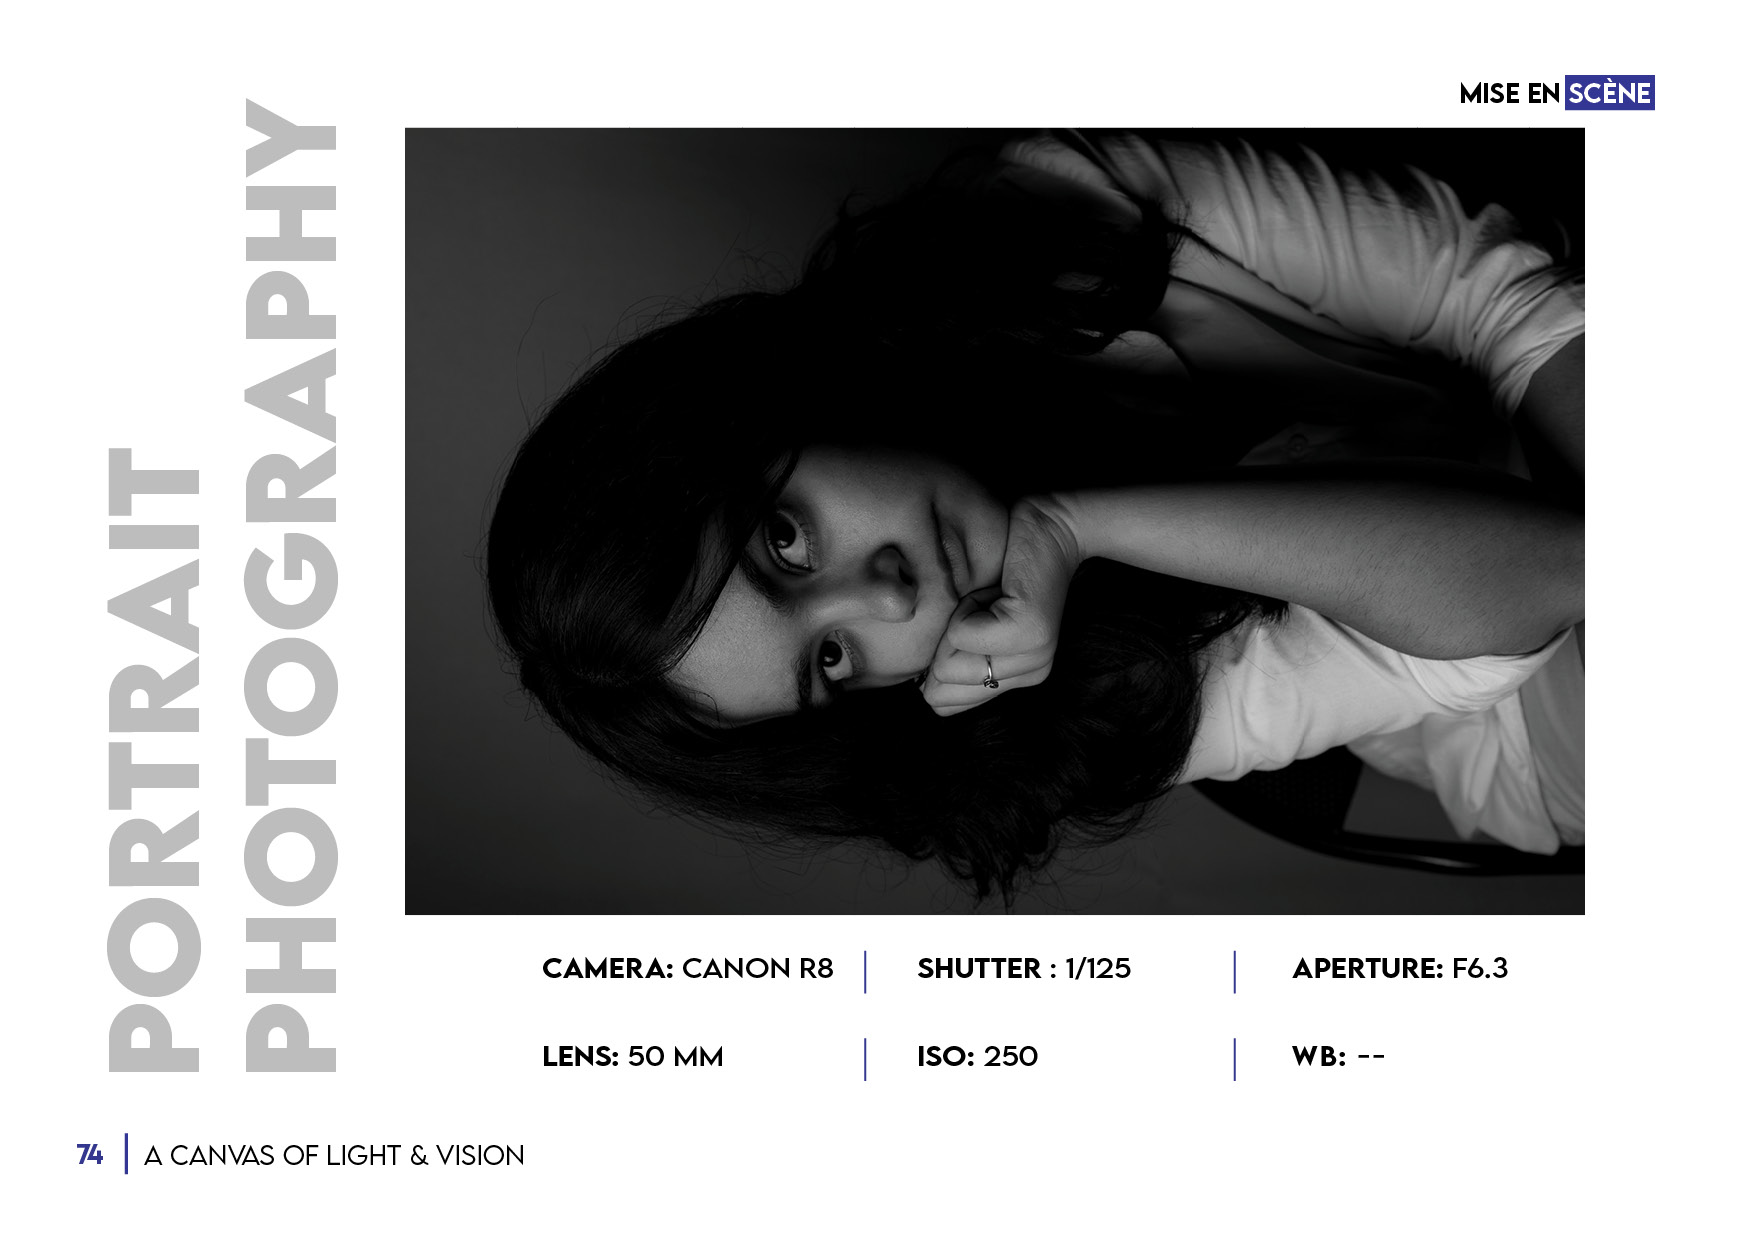 MISE EN SCÈNE
PORTRAIT
PHOTOGRAPHY
CAMERA: CANON R8
SHUTTER : 1/125
APERTURE: F6.3
LENS: 50 MM
ISO: 250
WB: --
74
A CANVAS OF LIGHT & VISION